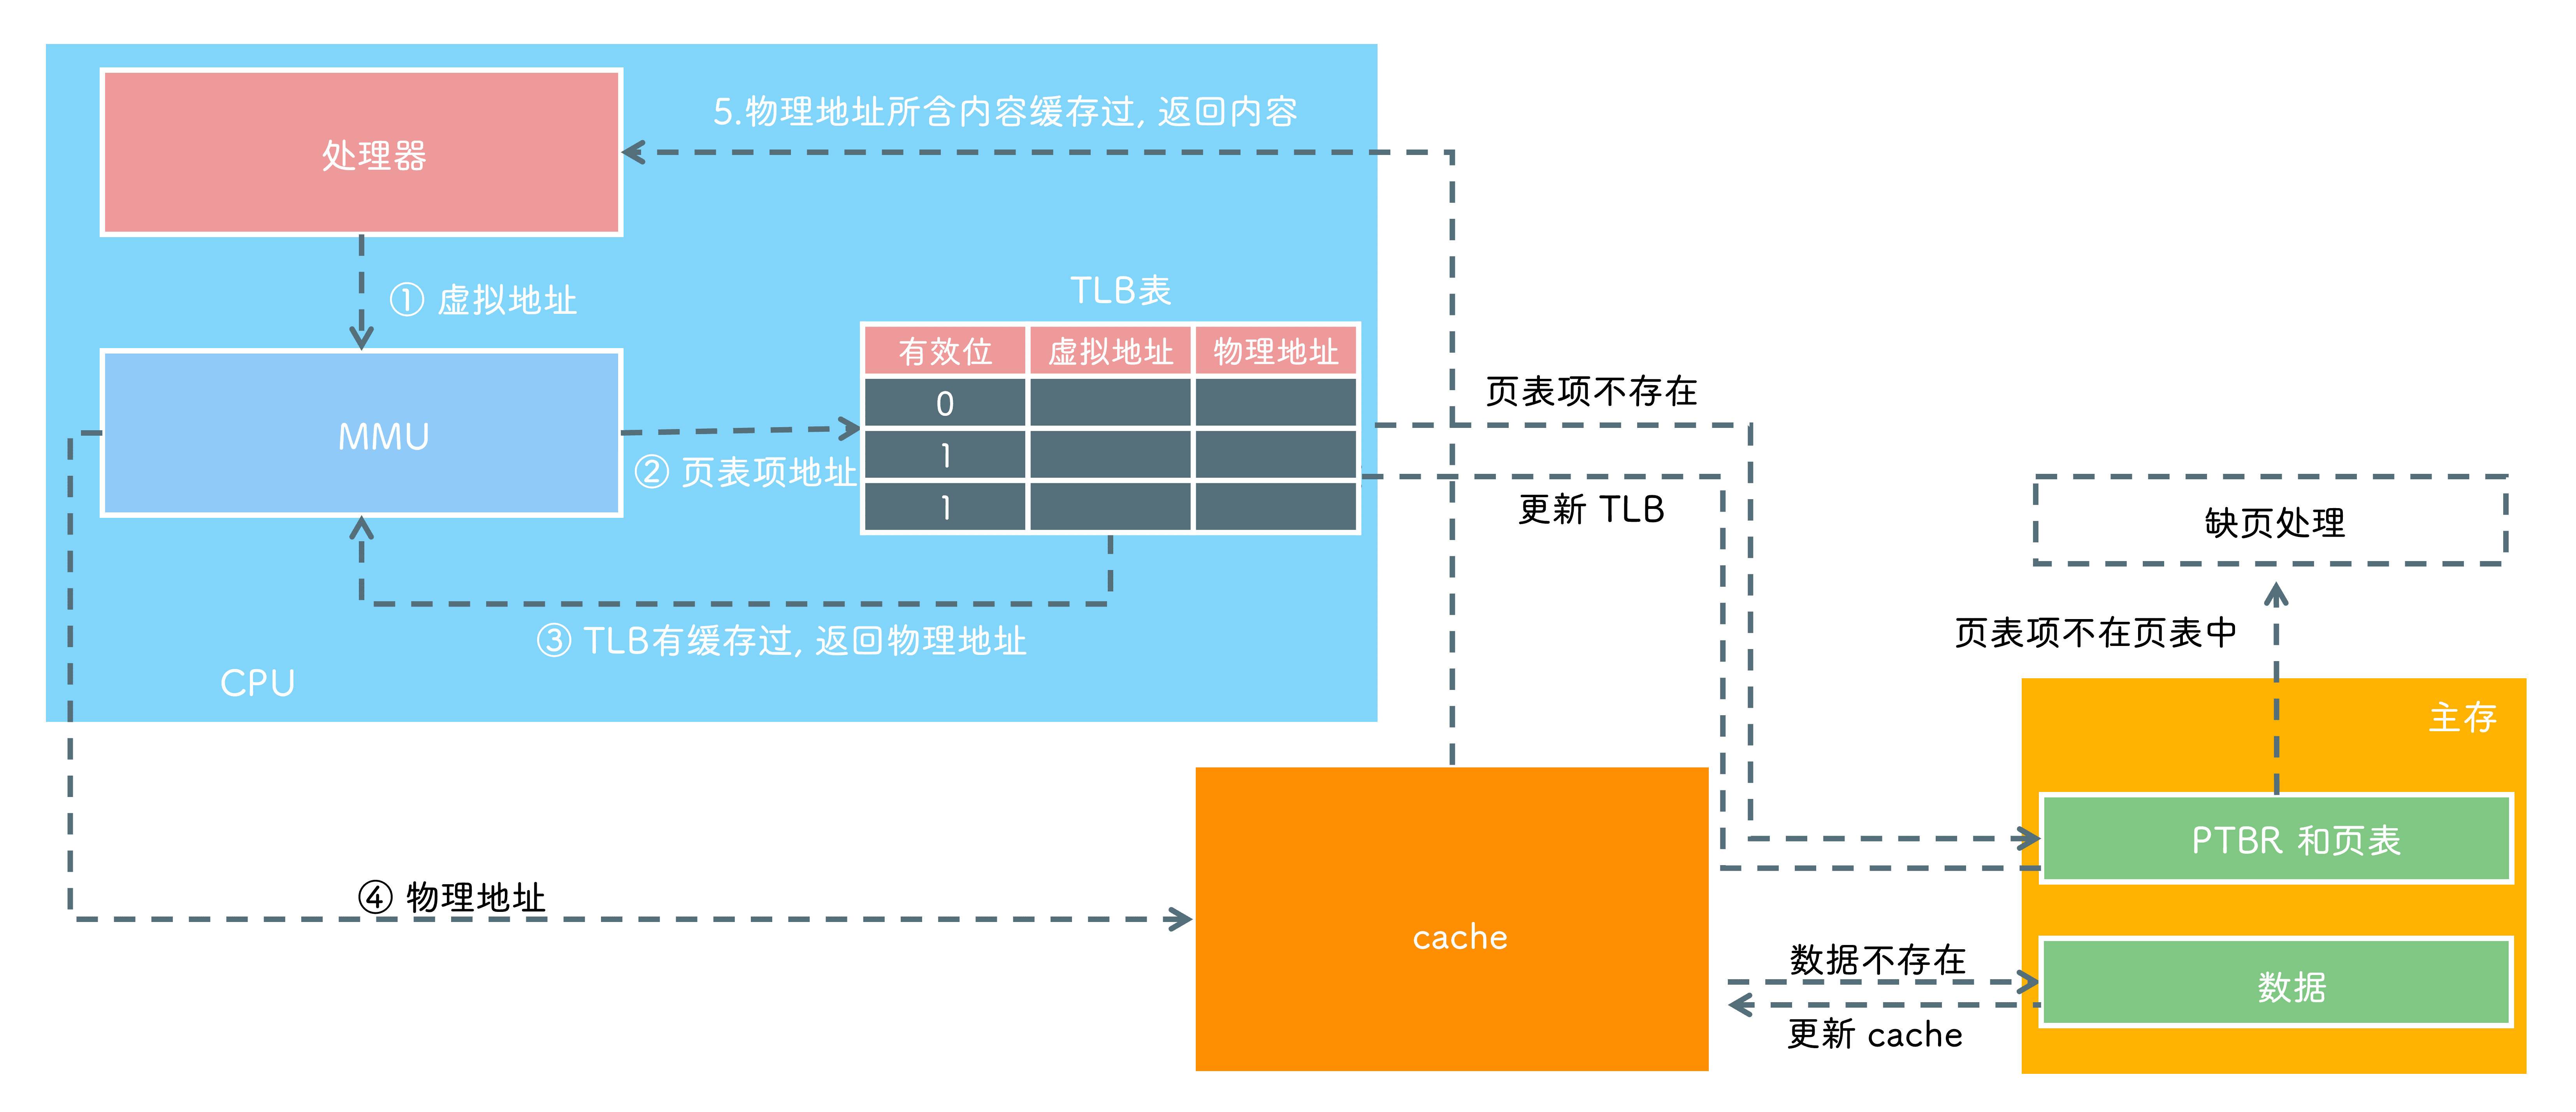 5.物理地址所含内容缓存过, 返回内容
处理器
① 虚拟地址
TLB表
有效位 虚拟地址 物理地址
0
1
1
MMU
② 页表项地址
③ TLB有缓存过, 返回物理地址
CPU
页表项不存在
更新 TLB
缺页处理
页表项不在页表中
主存
PTBR 和页表
④ 物理地址
cache
数据不存在
更新 cache
数据